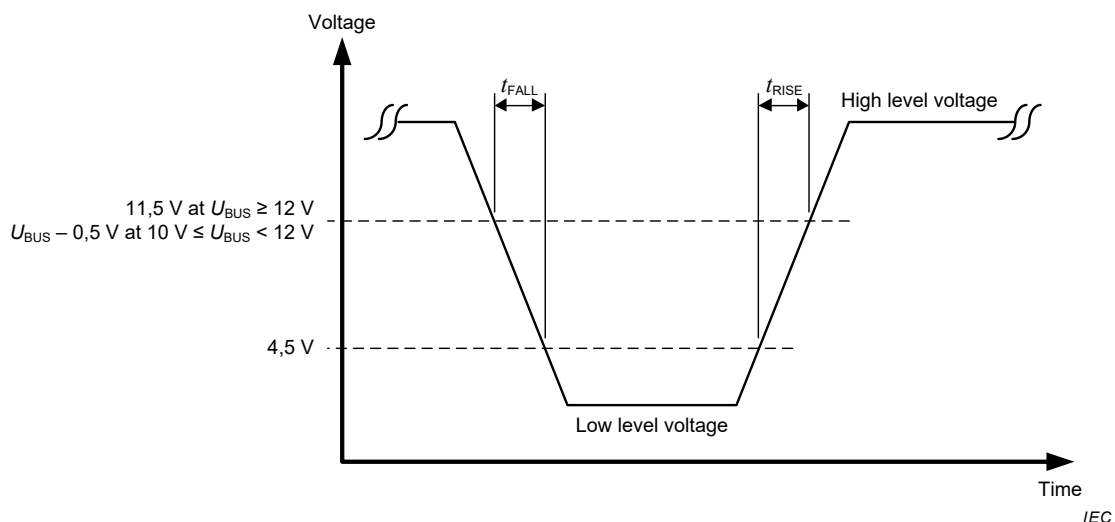 Voltage
tFALL
tRISE
High level voltage
11,5 V at UBUS ≥ 12 V
UBUS – 0,5 V at 10 V ≤ UBUS < 12 V
4,5 V
Low level voltage
Time
IEC